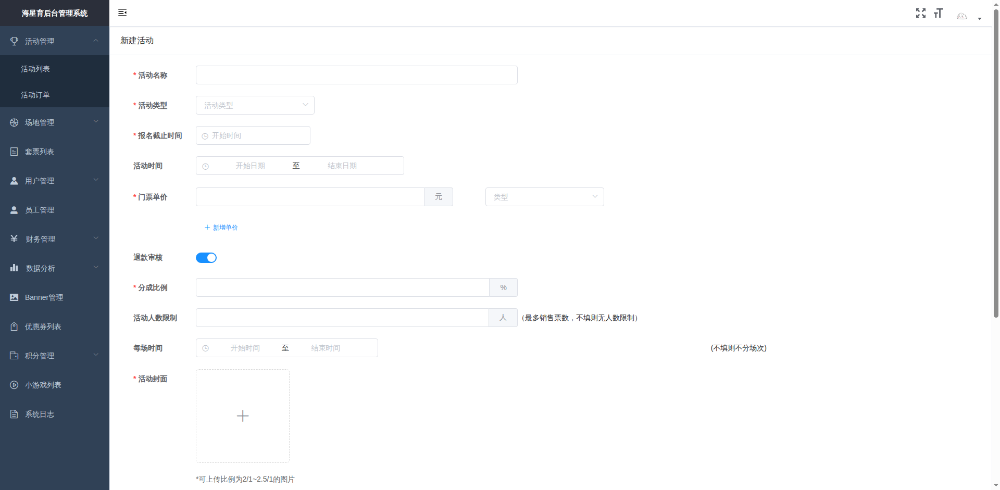 海星育后台管理系统
活动管理
活动列表
活动订单
场地管理
套票列表
用户管理
员工管理
财务管理
数据分析
Banner管理
优惠券列表
积分管理
小游戏列表
系统日志
新建活动
* 活动名称
* 活动类型 活动类型
* 报名截止时间 开始时间
活动时间 开始日期 至 结束日期
* 门票单价 元 类型
新增单价
退款审核
* 分成比例 %
活动人数限制 人 （最多销售票数，不填则无人数限制）
每场时间 开始时间 至 结束时间 (不填则不分场次)
* 活动封面
*可上传比例为2/1~2.5/1的图片